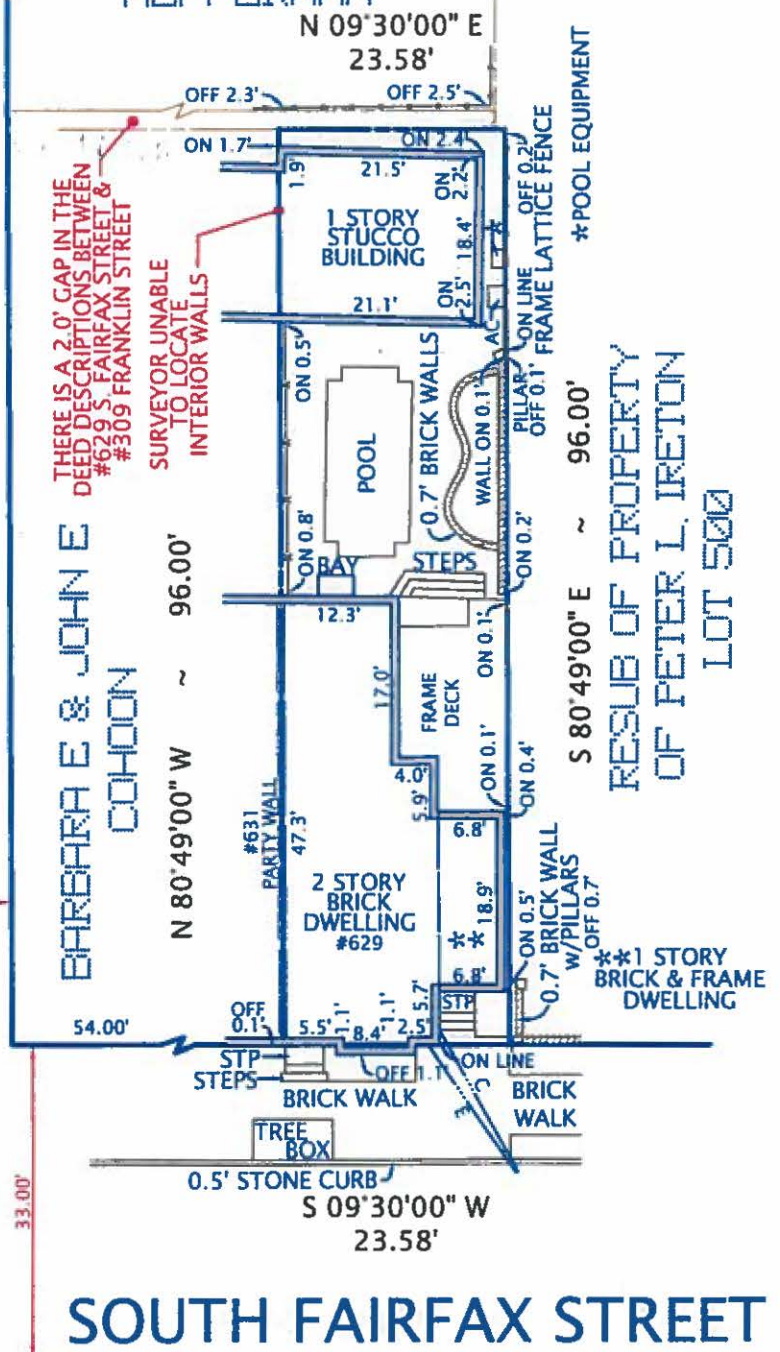 N 09°30'00" E
23.58'
OFF 2.3'
OFF 2.5'
ON 1.7'
ON 2.4'
OFF 0.2'
1.9'
21.5'
ON 2.2'
18.4'
ON 2.5'
21.1'
1 STORY
STUCCO
BUILDING
*
*POOL EQUIPMENT
FRAME LATTICE FENCE
THERE IS A 2.0' GAP IN THE
DEED DESCRIPTIONS BETWEEN
#629 S. FAIRFAX STREET &
#309 FRANKLIN STREET
SURVEYOR UNABLE
TO LOCATE
INTERIOR WALLS
AC
ON LINE
PILLAR
OFF 0.1'
ON 0.5'
ON 0.8'
POOL
0.7' BRICK WALLS
WALL ON 0.1'
ON 0.2'
BAY
STEPS
12.3'
17.0'
FRAME
DECK
ON 0.1'
ON 0.1'
ON 0.4'
4.0'
5.9'
6.8'
BARBARA E & JOHN E
COHOON
N 80°49'00" W ~ 96.00'
S 80°49'00" E ~ 96.00'
RESUB OF PROPERTY
OF PETER L. IRETON
LOT 500
#631
PARTY WALL
47.3'
2 STORY
BRICK
DWELLING
#629
18.9'
**
6.8'
ON 0.5'
0.7' BRICK WALL
W/PILLARS
OFF 0.7'
**1 STORY
BRICK & FRAME
DWELLING
5.7'
STP
54.00'
OFF
0.1'
5.5'
1.1'
8.4'
1.1'
2.5'
STP
STEPS
OFF 1.1'
ON LINE
BRICK WALK
BRICK
WALK
TREE
BOX
0.5' STONE CURB
33.00'
S 09°30'00" W
23.58'
SOUTH FAIRFAX STREET